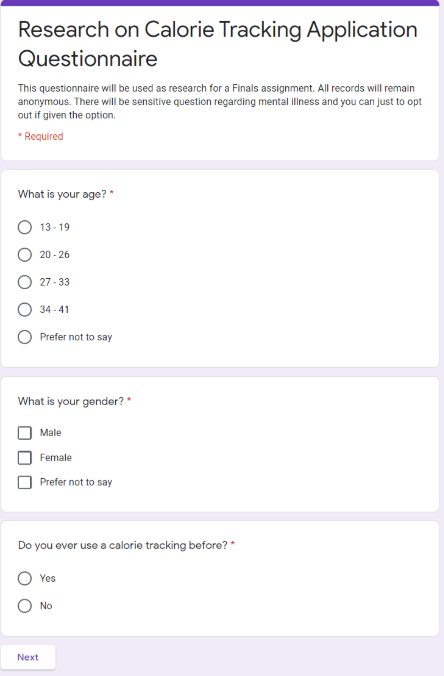 Research on Calorie Tracking Application
Questionnaire
This questionnaire will be used as research for a Finals assignment. All records will remain
anonymous. There will be sensitive question regarding mental illness and you can just to opt
out if given the option.
* Required
What is your age? *
13 - 19
20 - 26
27 - 33
34 - 41
Prefer not to say
What is your gender? *
Male
Female
Prefer not to say
Do you ever use a calorie tracking before? *
Yes
No
Next